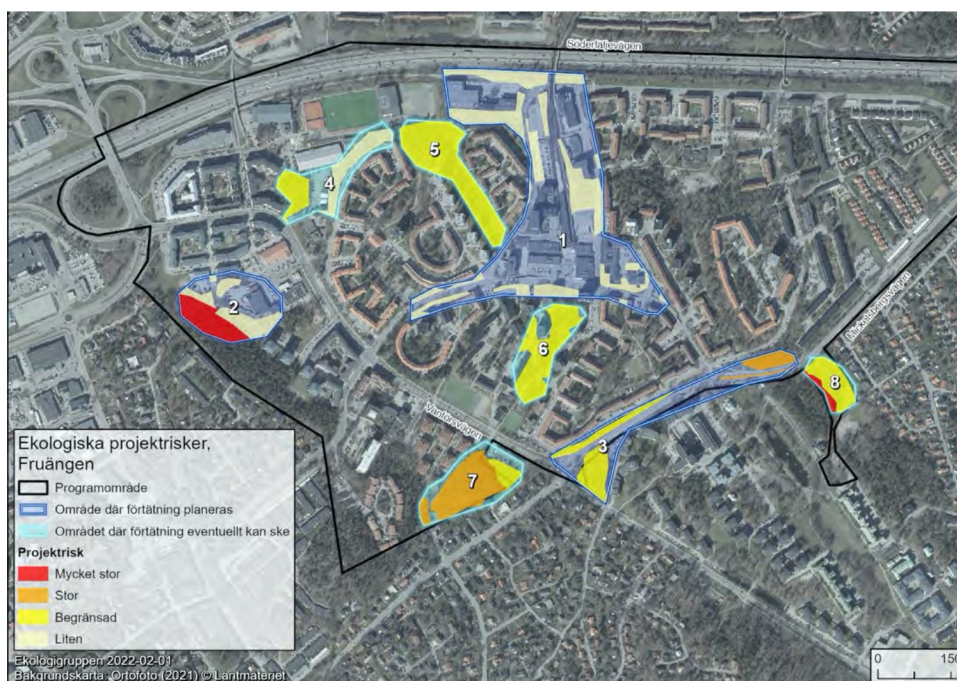 Södertäljevägen
5
4
1
2
Mickelsbergsvägen
6
8
Vantörsvägen
3
7
Ekologiska projektrisker,
Fruängen
Programområde
Område där förtätning planeras
Området där förtätning eventuellt kan ske
Projektrisk
Mycket stor
Stor
Begränsad
Liten
Ekologigruppen 2022-02-01
Bakgrundskarta: Ortofoto (2021) © Lantmäteriet
0 150